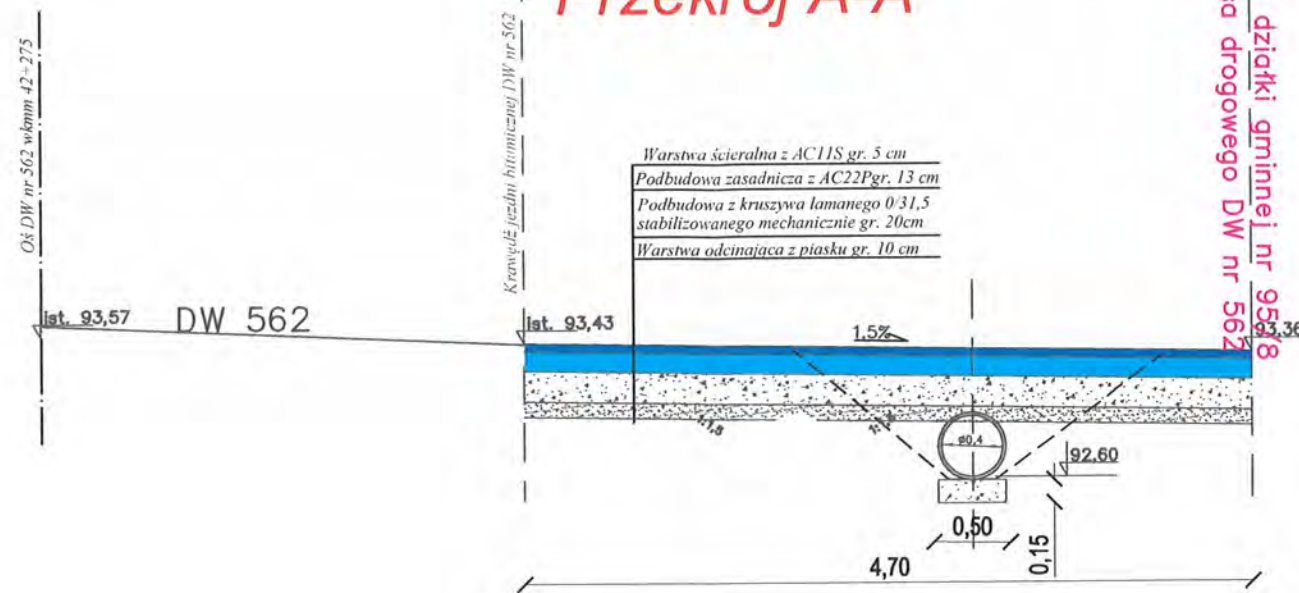 Przekrój A-A
Oś DW nr 562 wkmm 42+275
Krawędź jezdni bitumicznej DW nr 562
działki gminnej nr 95/8
drogowego DW nr 562
Warstwa ścieralna z AC11S gr. 5 cm
Podbudowa zasadnicza z AC22Pgr. 13 cm
Podbudowa z kruszywa łamanego 0/31,5
stabilizowanego mechanicznie gr. 20cm
Warstwa odcinająca z piasku gr. 10 cm
ist. 93,57
DW 562
ist. 93,43
1,5%
93,36
1:1,5
ø0,4
92,60
0,50
0,15
4,70